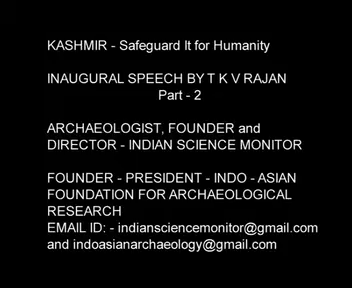 KASHMIR - Safeguard It for Humanity
INAUGURAL SPEECH BY T K V RAJAN
Part - 2
ARCHAEOLOGIST, FOUNDER and
DIRECTOR - INDIAN SCIENCE MONITOR
FOUNDER - PRESIDENT - INDO - ASIAN
FOUNDATION FOR ARCHAEOLOGICAL
RESEARCH
EMAIL ID: - indiansciencemonitor@gmail.com
and indoasianarchaeology@gmail.com